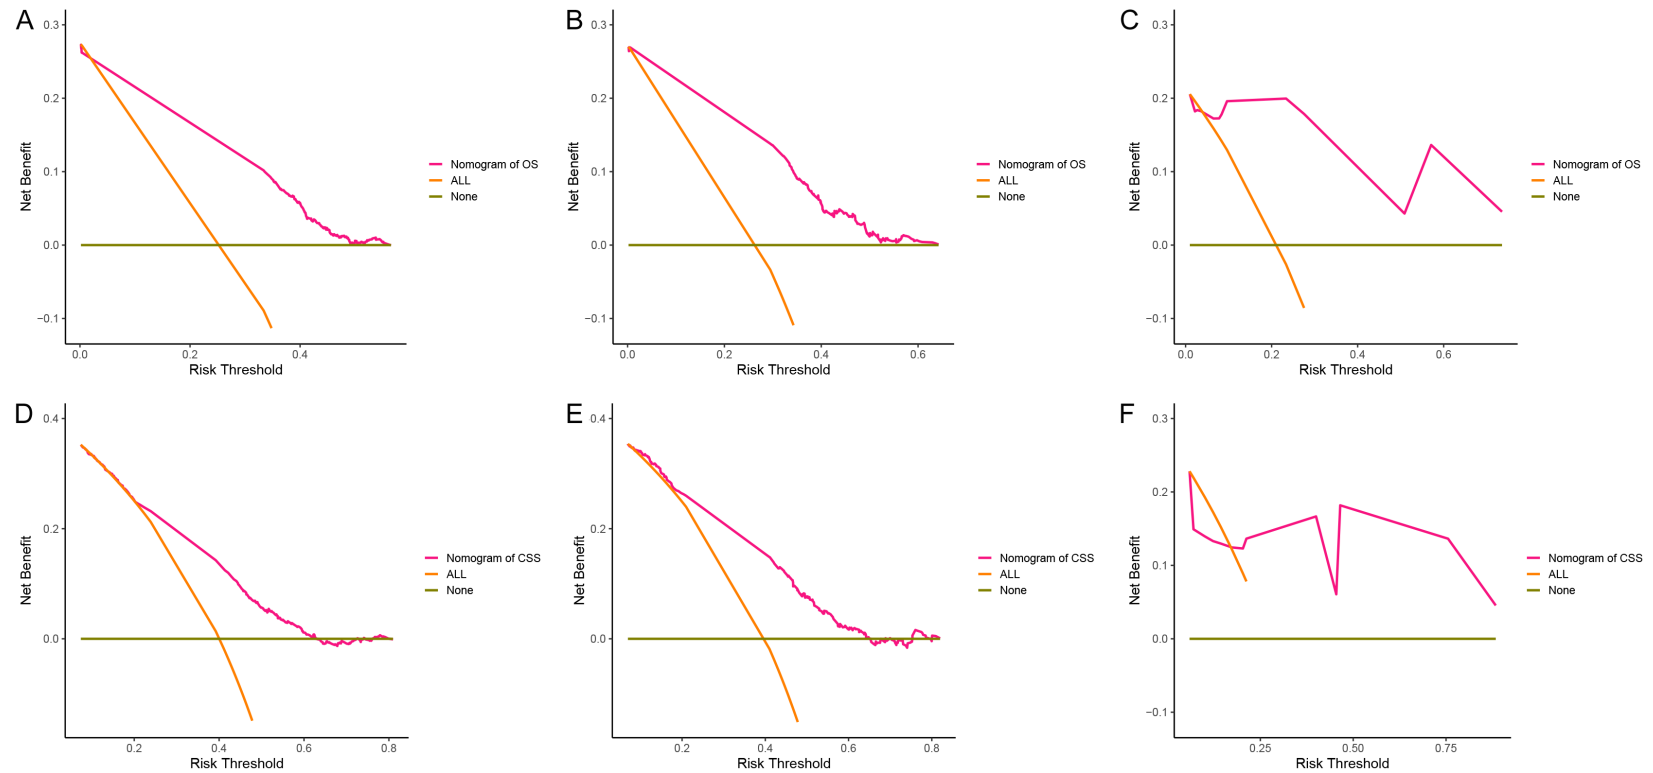 A
0.3
0.2
0.1
0.0
−0.1
Net Benefit
0.0
0.2
0.4
Risk Threshold
Nomogram of OS
ALL
None
B
0.3
0.2
0.1
0.0
−0.1
Net Benefit
0.0
0.2
0.4
0.6
Risk Threshold
Nomogram of OS
ALL
None
C
0.3
0.2
0.1
0.0
−0.1
Net Benefit
0.0
0.2
0.4
0.6
Risk Threshold
Nomogram of OS
ALL
None
D
0.4
0.2
0.0
Net Benefit
0.2
0.4
0.6
0.8
Risk Threshold
Nomogram of CSS
ALL
None
E
0.4
0.2
0.0
Net Benefit
0.2
0.4
0.6
0.8
Risk Threshold
Nomogram of CSS
ALL
None
F
0.3
0.2
0.1
0.0
−0.1
Net Benefit
0.25
0.50
0.75
Risk Threshold
Nomogram of CSS
ALL
None